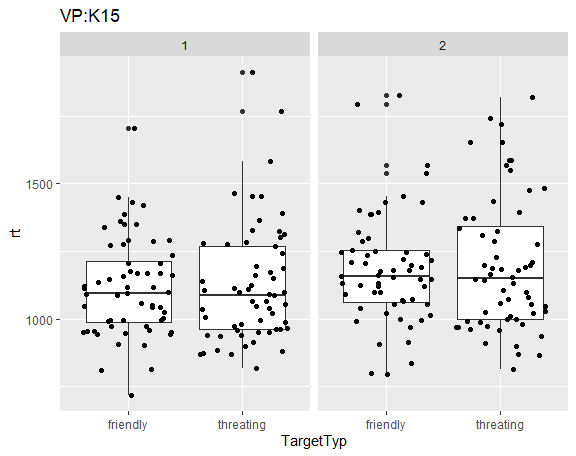 VP:K15
1 2
rt
1500
1000
friendly threating friendly threating
TargetTyp